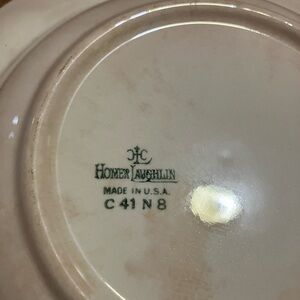 HLC
HOMER LAUGHLIN
MADE IN U.S.A.
C 41 N 8